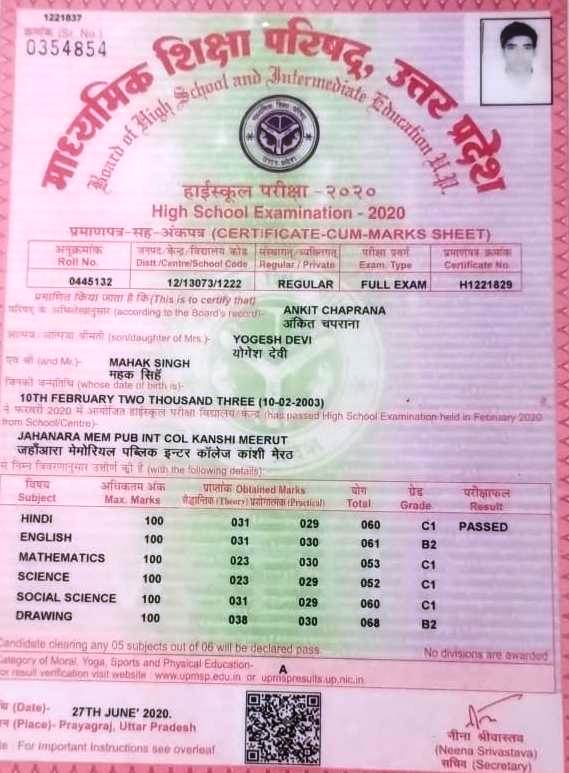 1221837
क्रमांक (Sr. No.)
0354854
माध्यमिक शिक्षा परिषद्, उत्तर प्रदेश
Board of High School and Intermediate Education U.P.
हाईस्कूल परीक्षा - २०२०
High School Examination - 2020
प्रमाणपत्र-सह-अंकपत्र (CERTIFICATE-CUM-MARKS SHEET)
अनुक्रमांक जनपद/केन्द्र/विद्यालय कोड संस्थागत/व्यक्तिगत परीक्षा प्रवर्ग प्रमाणपत्र क्रमांक
Roll No. Distt./Centre/School Code Regular / Private Exam. Type Certificate No.
0445132 12/13073/1222 REGULAR FULL EXAM H1221829
प्रमाणित किया जाता है कि (This is to certify that)
परिषद के अभिलेखानुसार (according to the Board's record)- ANKIT CHAPRANA
अंकित चपराना
आत्मज/आत्मजा श्रीमती (son/daughter of Mrs.)- YOGESH DEVI
योगेश देवी
एवं श्री (and Mr.)- MAHAK SINGH
महक सिहँ
जिनकी जन्मतिथि (whose date of birth is)-
10TH FEBRUARY TWO THOUSAND THREE (10-02-2003)
ने फरवरी 2020 में आयोजित हाईस्कूल परीक्षा विद्यालय/केन्द्र (has passed High School Examination held in February 2020
from School/Centre)-
JAHANARA MEM PUB INT COL KANSHI MEERUT
जहाँआरा मेमोरियल पब्लिक इन्टर कॉलेज कांशी मेरठ
से निम्न विवरणानुसार उत्तीर्ण की है (with the following details):
विषय अधिकतम अंक प्राप्तांक Obtained Marks योग ग्रेड परीक्षाफल
Subject Max. Marks सैद्धान्तिक (Theory) प्रयोगात्मक (Practical) Total Grade Result
HINDI 100 031 029 060 C1 PASSED
ENGLISH 100 031 030 061 B2
MATHEMATICS 100 023 030 053 C1
SCIENCE 100 023 029 052 C1
SOCIAL SCIENCE 100 031 029 060 C1
DRAWING 100 038 030 068 B2
Candidate clearing any 05 subjects out of 06 will be declared pass. No divisions are awarded
Category of Moral, Yoga, Sports and Physical Education- A
or result verification visit website : www.upmsp.edu.in or upmspresults.up.nic.in
(Date)- 27TH JUNE' 2020.
(Place)- Prayagraj, Uttar Pradesh
For Important Instructions see overleaf
नीना श्रीवास्तव
(Neena Srivastava)
सचिव (Secretary)